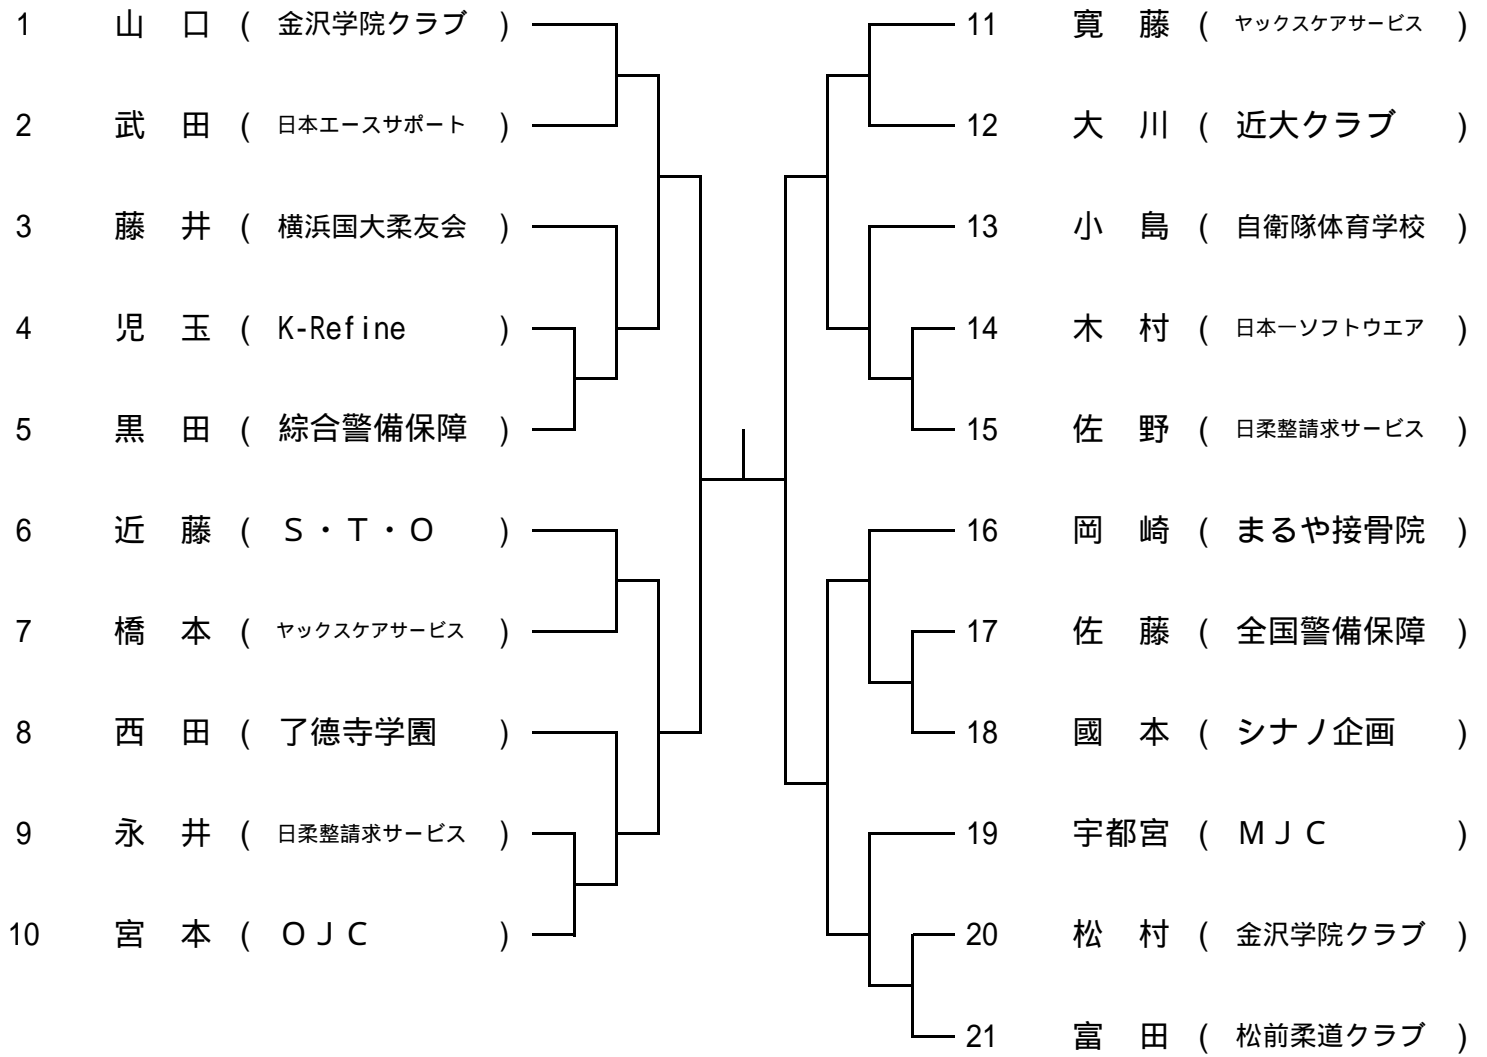 1 山 口 ( 金沢学院クラブ )
2 武 田 ( 日本エースサポート )
3 藤 井 ( 横浜国大柔友会 )
4 児 玉 ( K-Refine )
5 黒 田 ( 綜合警備保障 )
6 近 藤 ( S・T・O )
7 橋 本 ( ヤックスケアサービス )
8 西 田 ( 了德寺学園 )
9 永 井 ( 日柔整請求サービス )
10 宮 本 ( OJC )
11 寛 藤 ( ヤックスケアサービス )
12 大 川 ( 近大クラブ )
13 小 島 ( 自衛隊体育学校 )
14 木 村 ( 日本一ソフトウエア )
15 佐 野 ( 日柔整請求サービス )
16 岡 崎 ( まるや接骨院 )
17 佐 藤 ( 全国警備保障 )
18 國 本 ( シナノ企画 )
19 宇都宮 ( MJC )
20 松 村 ( 金沢学院クラブ )
21 富 田 ( 松前柔道クラブ )